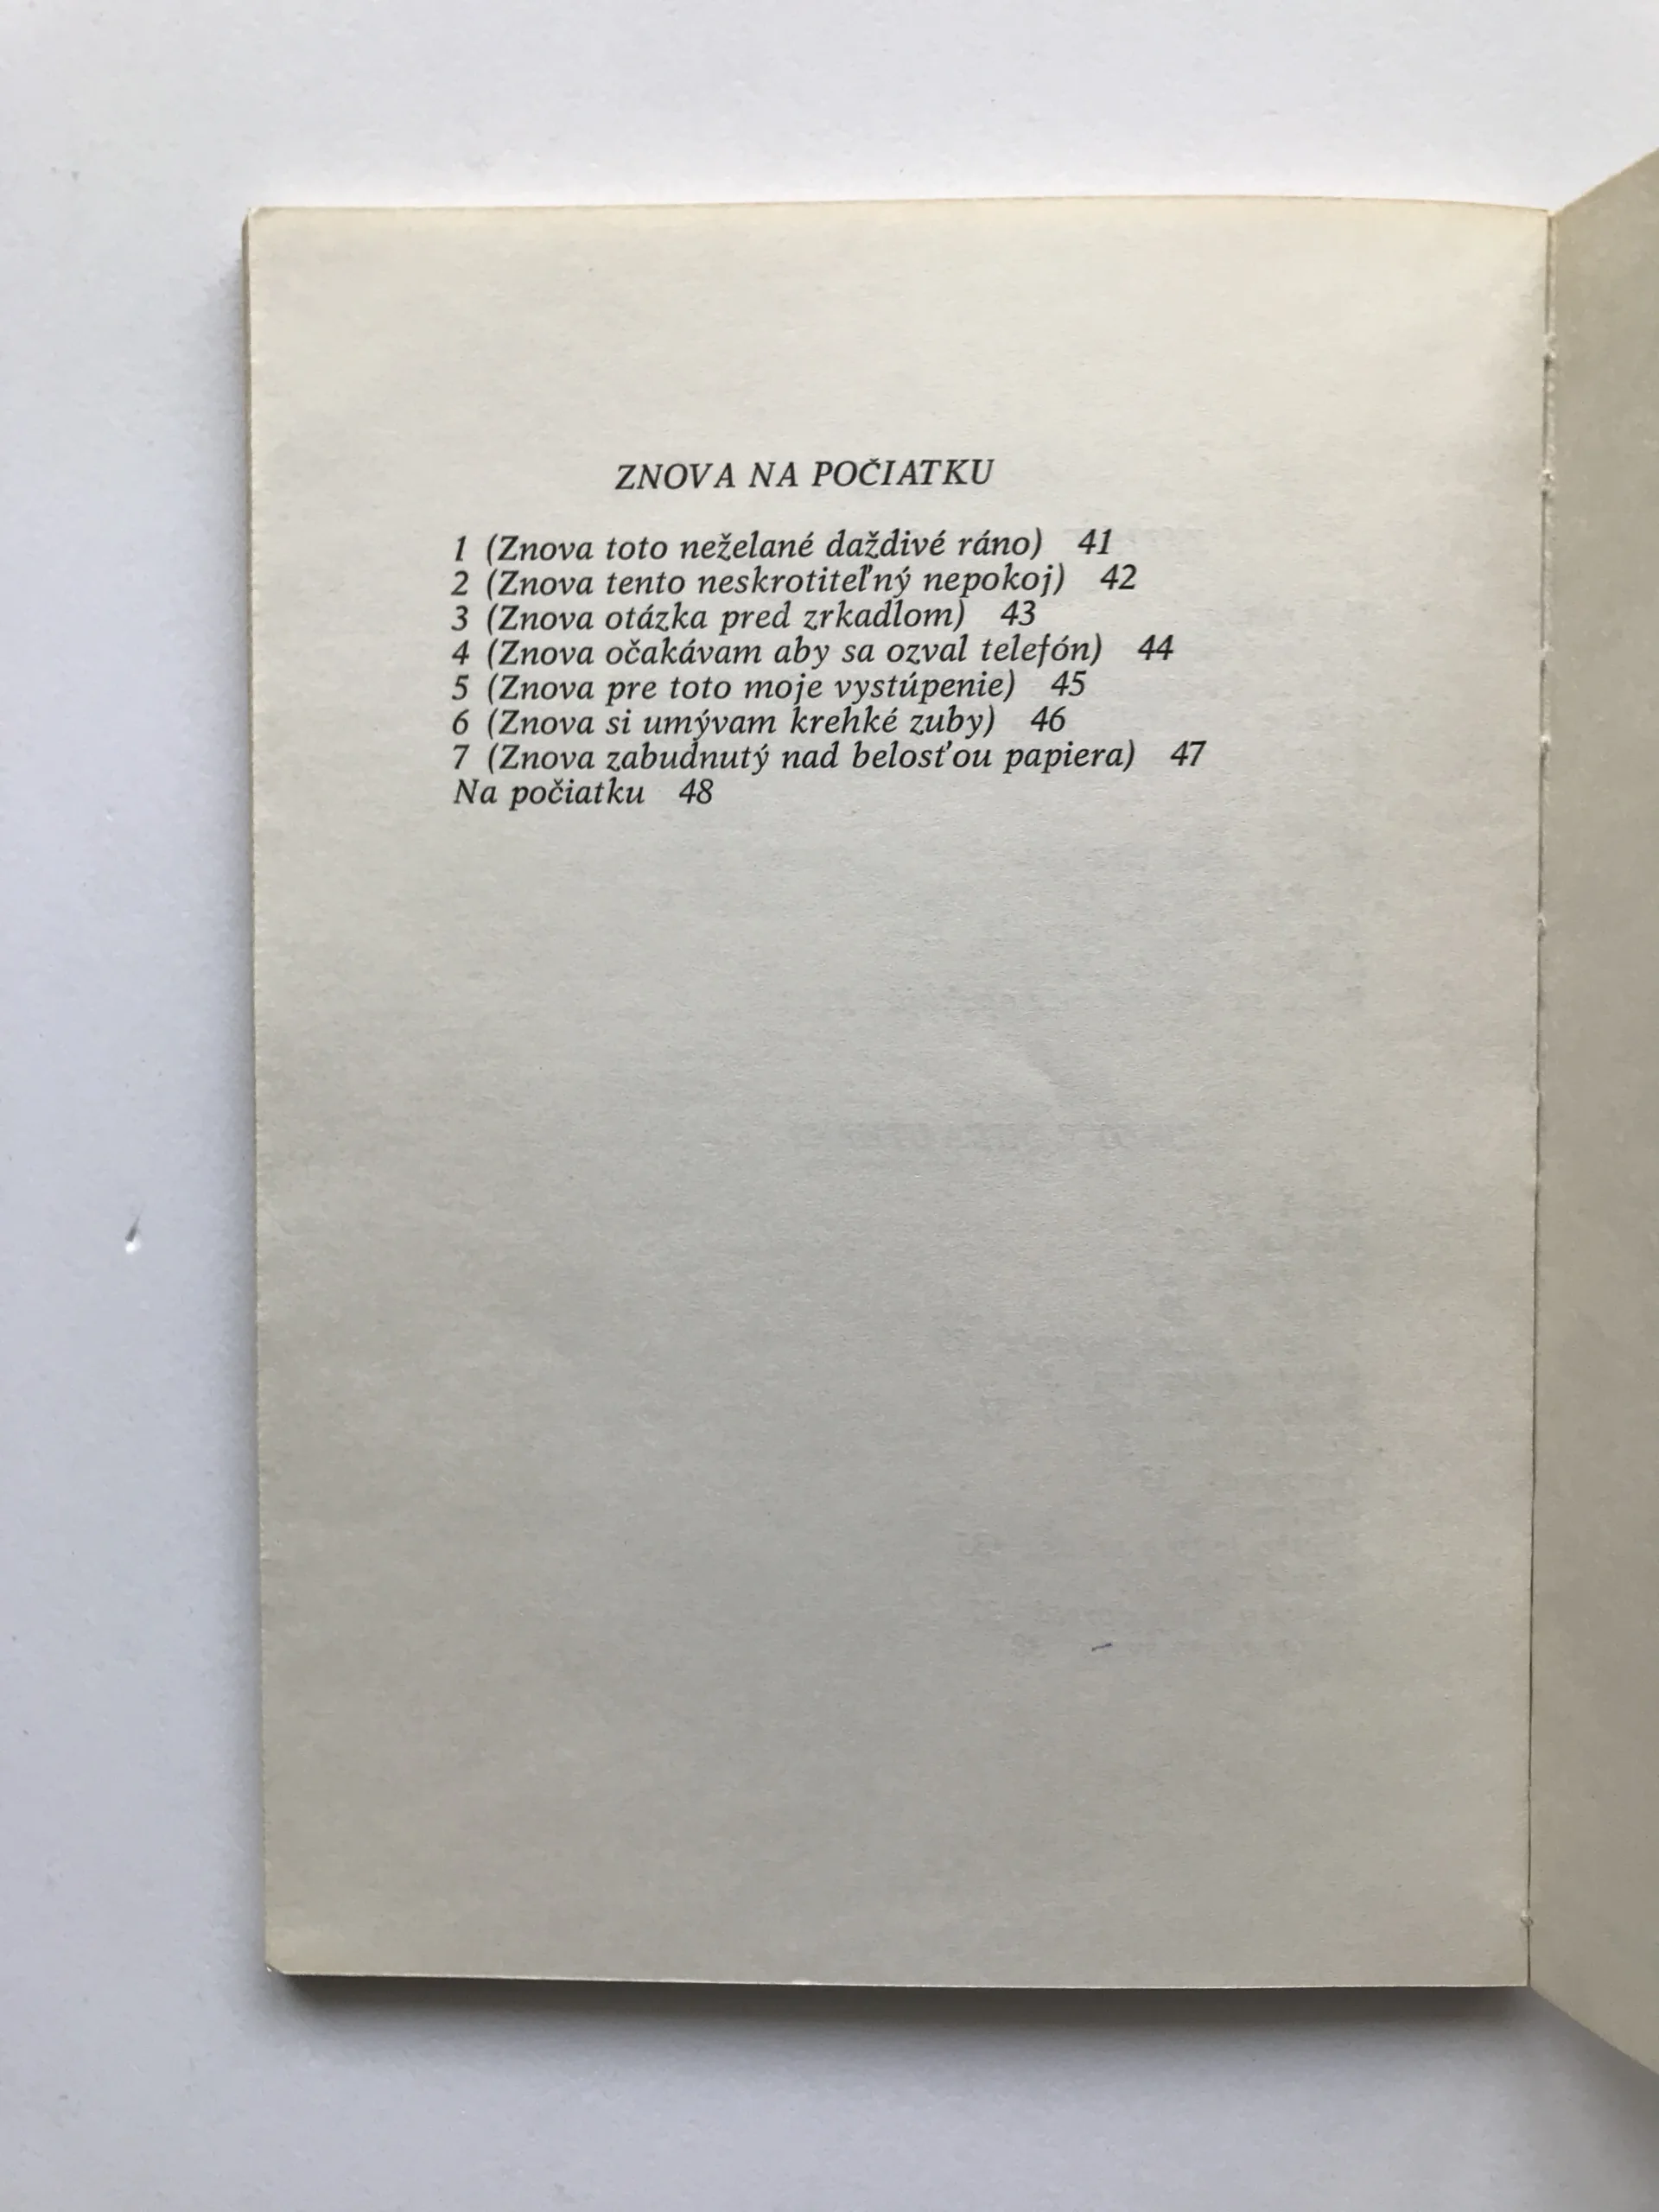 ZNOVA NA POČIATKU
1 (Znova toto neželané daždivé ráno) 41
2 (Znova tento neskrotiteľný nepokoj) 42
3 (Znova otázka pred zrkadlom) 43
4 (Znova očakávam aby sa ozval telefón) 44
5 (Znova pre toto moje vystúpenie) 45
6 (Znova si umývam krehké zuby) 46
7 (Znova zabudnutý nad belosťou papiera) 47
Na počiatku 48